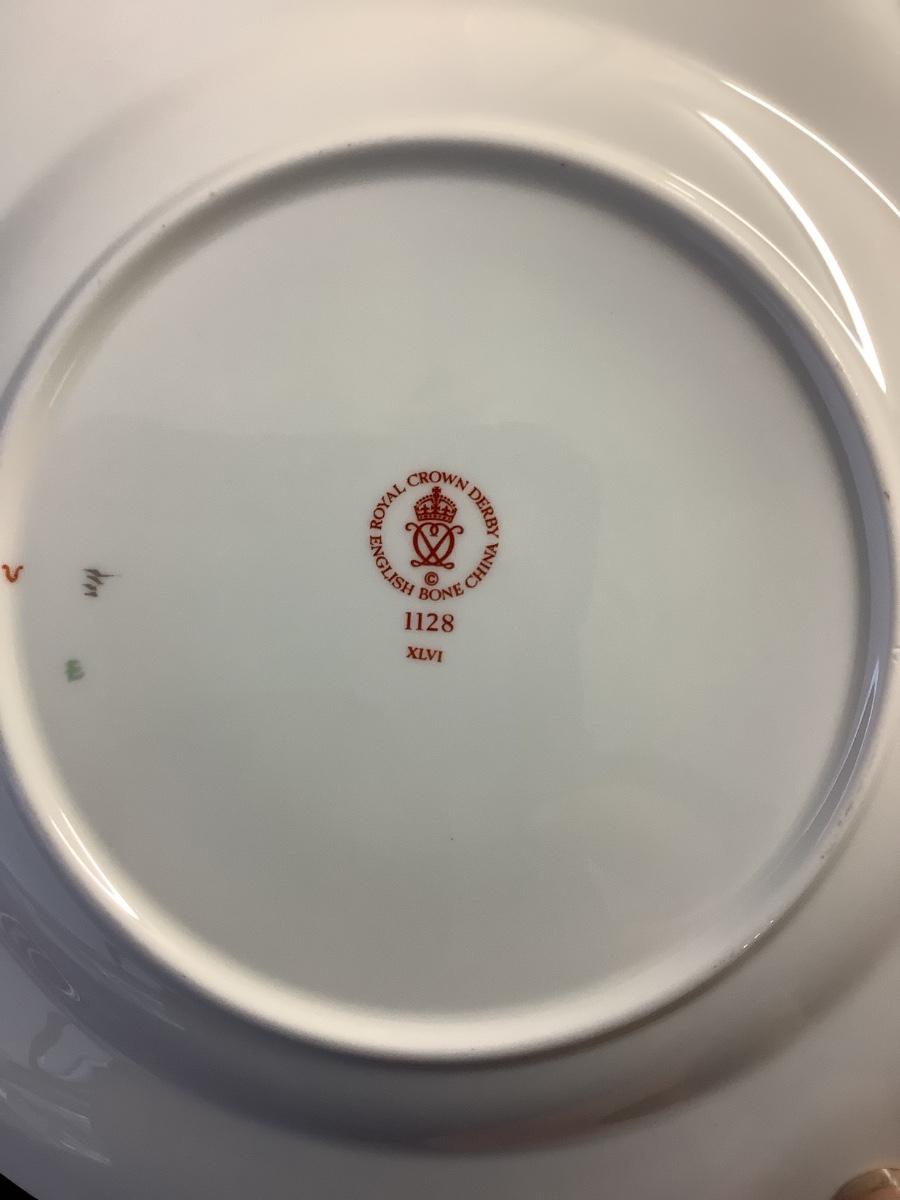 ROYAL CROWN DERBY
©
ENGLISH BONE CHINA
1128
XLVI